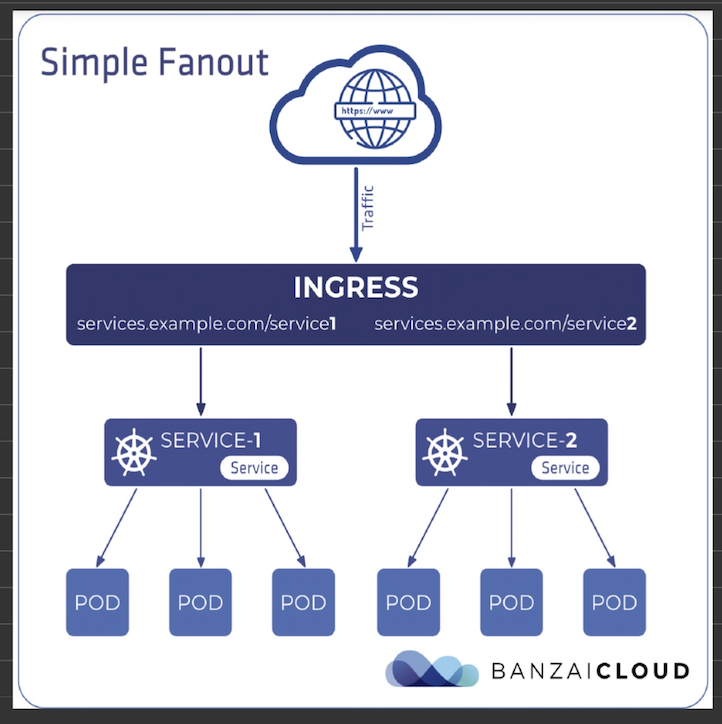 Simple Fanout
https://www
Traffic
INGRESS
services.example.com/service1 services.example.com/service2
SERVICE-1
Service
SERVICE-2
Service
POD POD POD POD POD POD
BANZAICLOUD